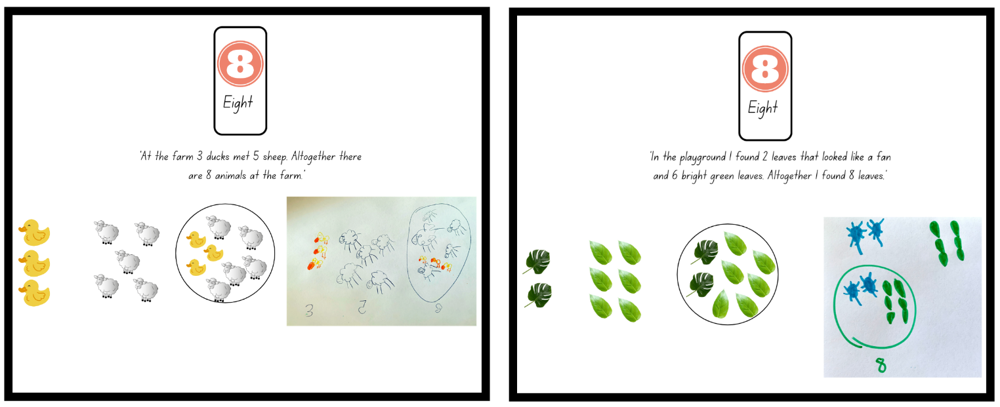 8
Eight
'At the farm 3 ducks met 5 sheep. Altogether there
are 8 animals at the farm.'
3 5 8
8
Eight
'In the playground I found 2 leaves that looked like a fan
and 6 bright green leaves. Altogether I found 8 leaves.'
8